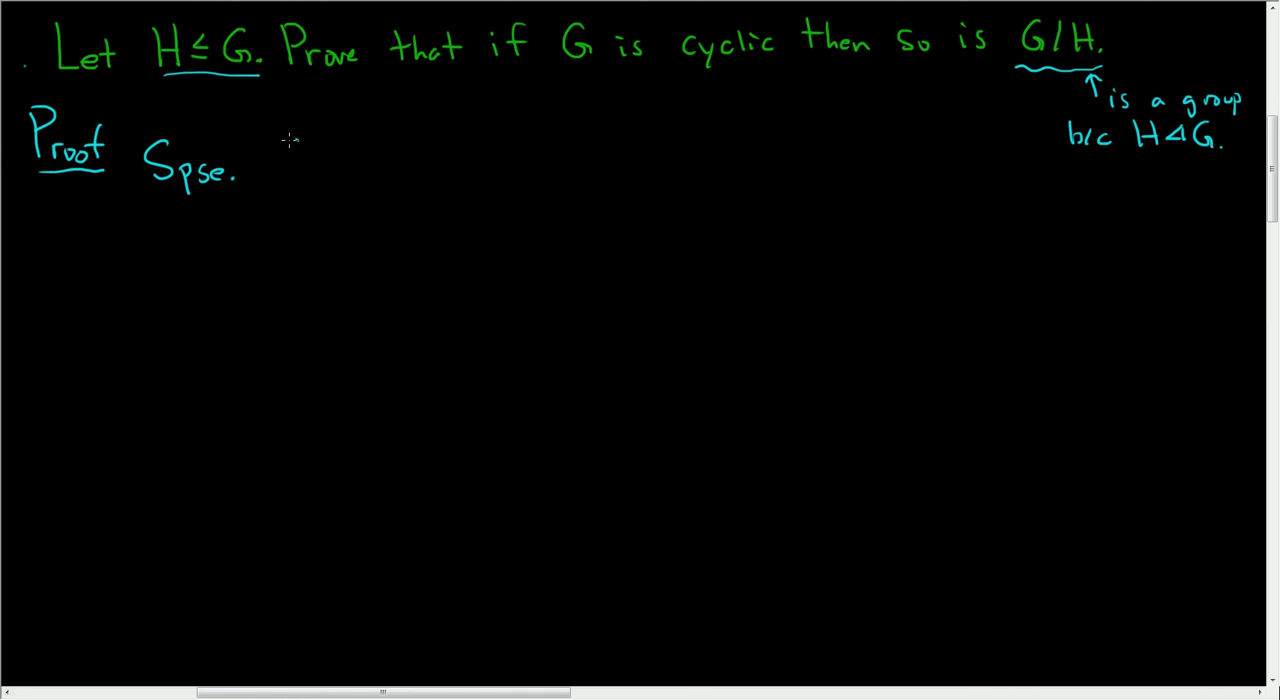 Let H ≤ G. Prove that if G is cyclic then so is G/H.
is a group
b/c H ⊲ G.
Proof Spse.